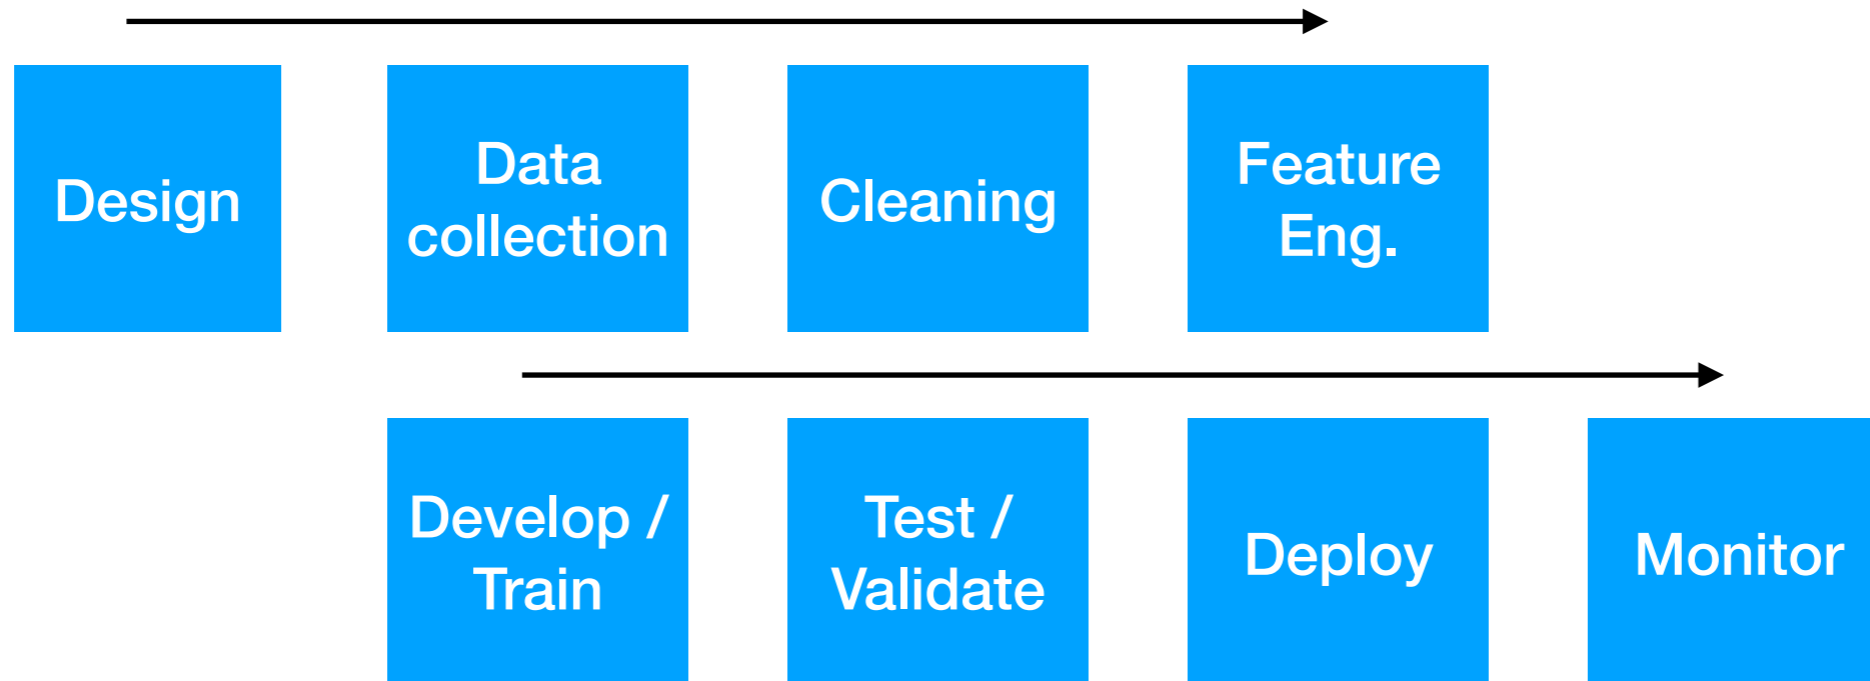 Design
Data
collection
Cleaning
Feature
Eng.
Develop /
Train
Test /
Validate
Deploy
Monitor